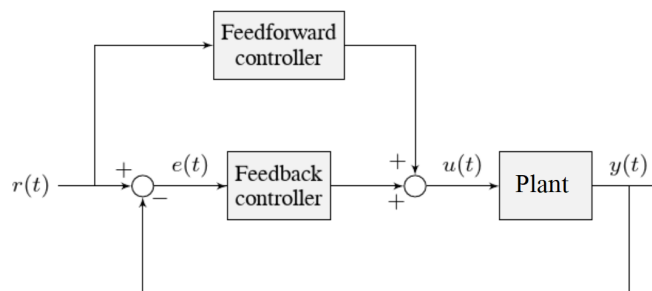 Feedforward
controller
r(t)
+
−
e(t)
Feedback
controller
+
+
u(t)
Plant
y(t)